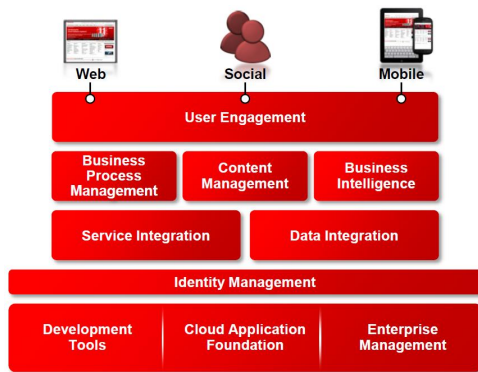 Web
Social
Mobile
User Engagement
Business
Process
Management
Content
Management
Business
Intelligence
Service Integration
Data Integration
Identity Management
Development
Tools
Cloud Application
Foundation
Enterprise
Management